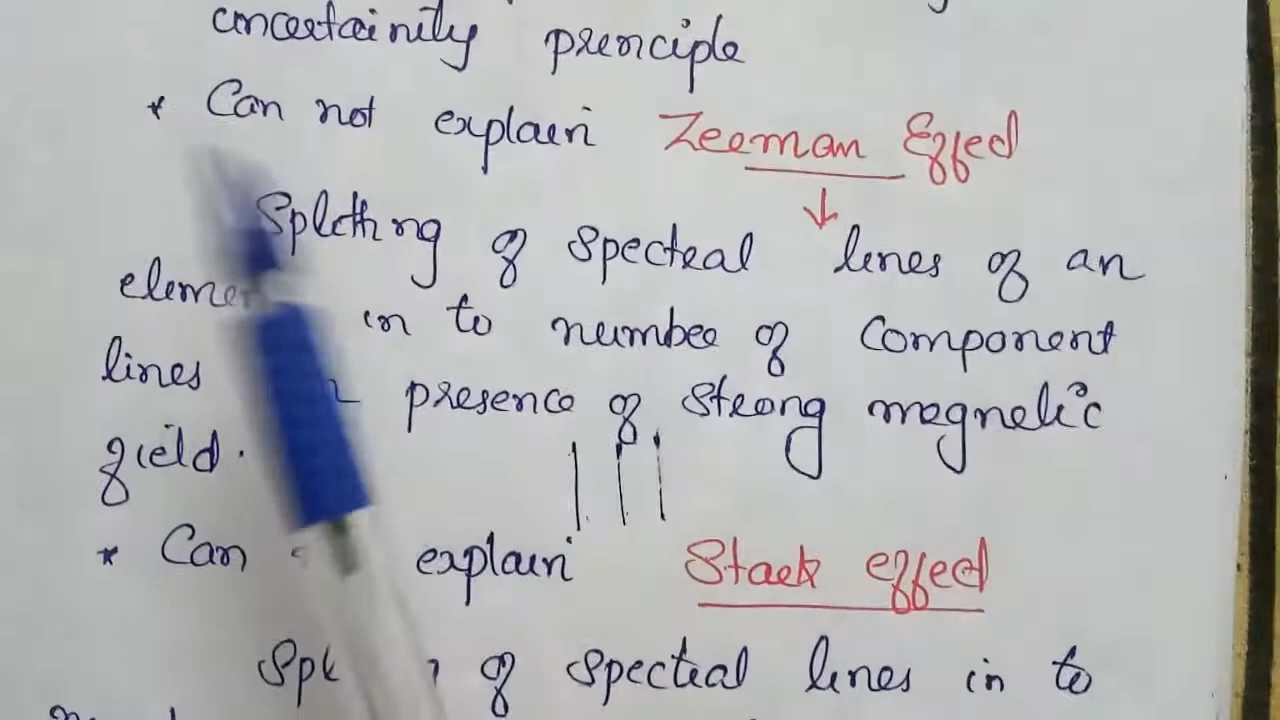 uncertainity principle
* Can not explain Zeeman Effect
Splitting of spectral lines of an
element in to number of component
lines presence of strong magnetic
field.
* Can explain Stark effect
of spectral lines in to